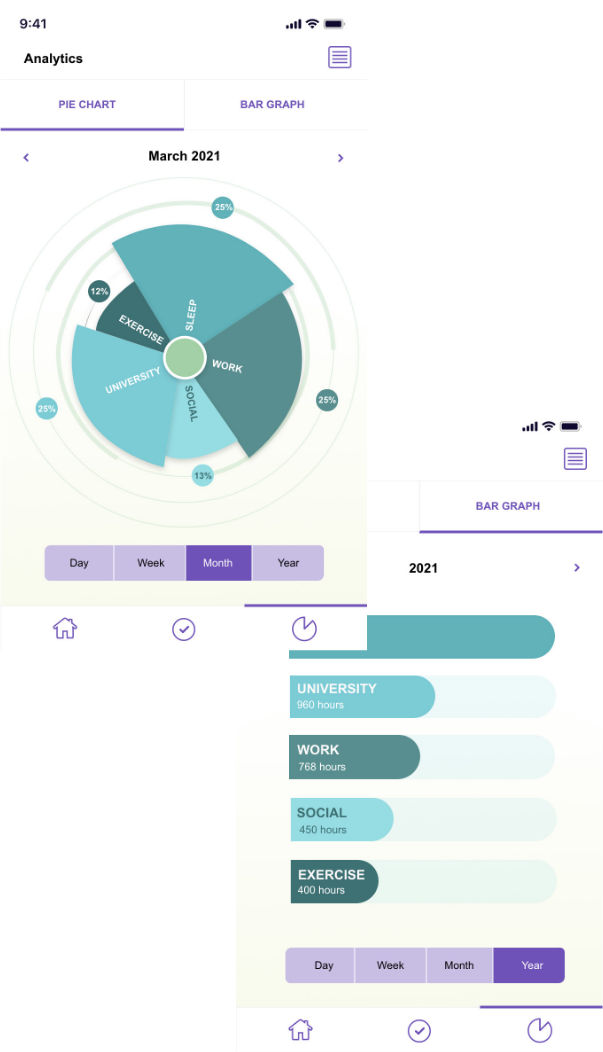 9:41
Analytics
PIE CHART
BAR GRAPH
March 2021
25%
12%
SLEEP
EXERCISE
WORK
UNIVERSITY
SOCIAL
25%
25%
13%
Day
Week
Month
Year
BAR GRAPH
2021
UNIVERSITY
960 hours
WORK
768 hours
SOCIAL
450 hours
EXERCISE
400 hours
Day
Week
Month
Year